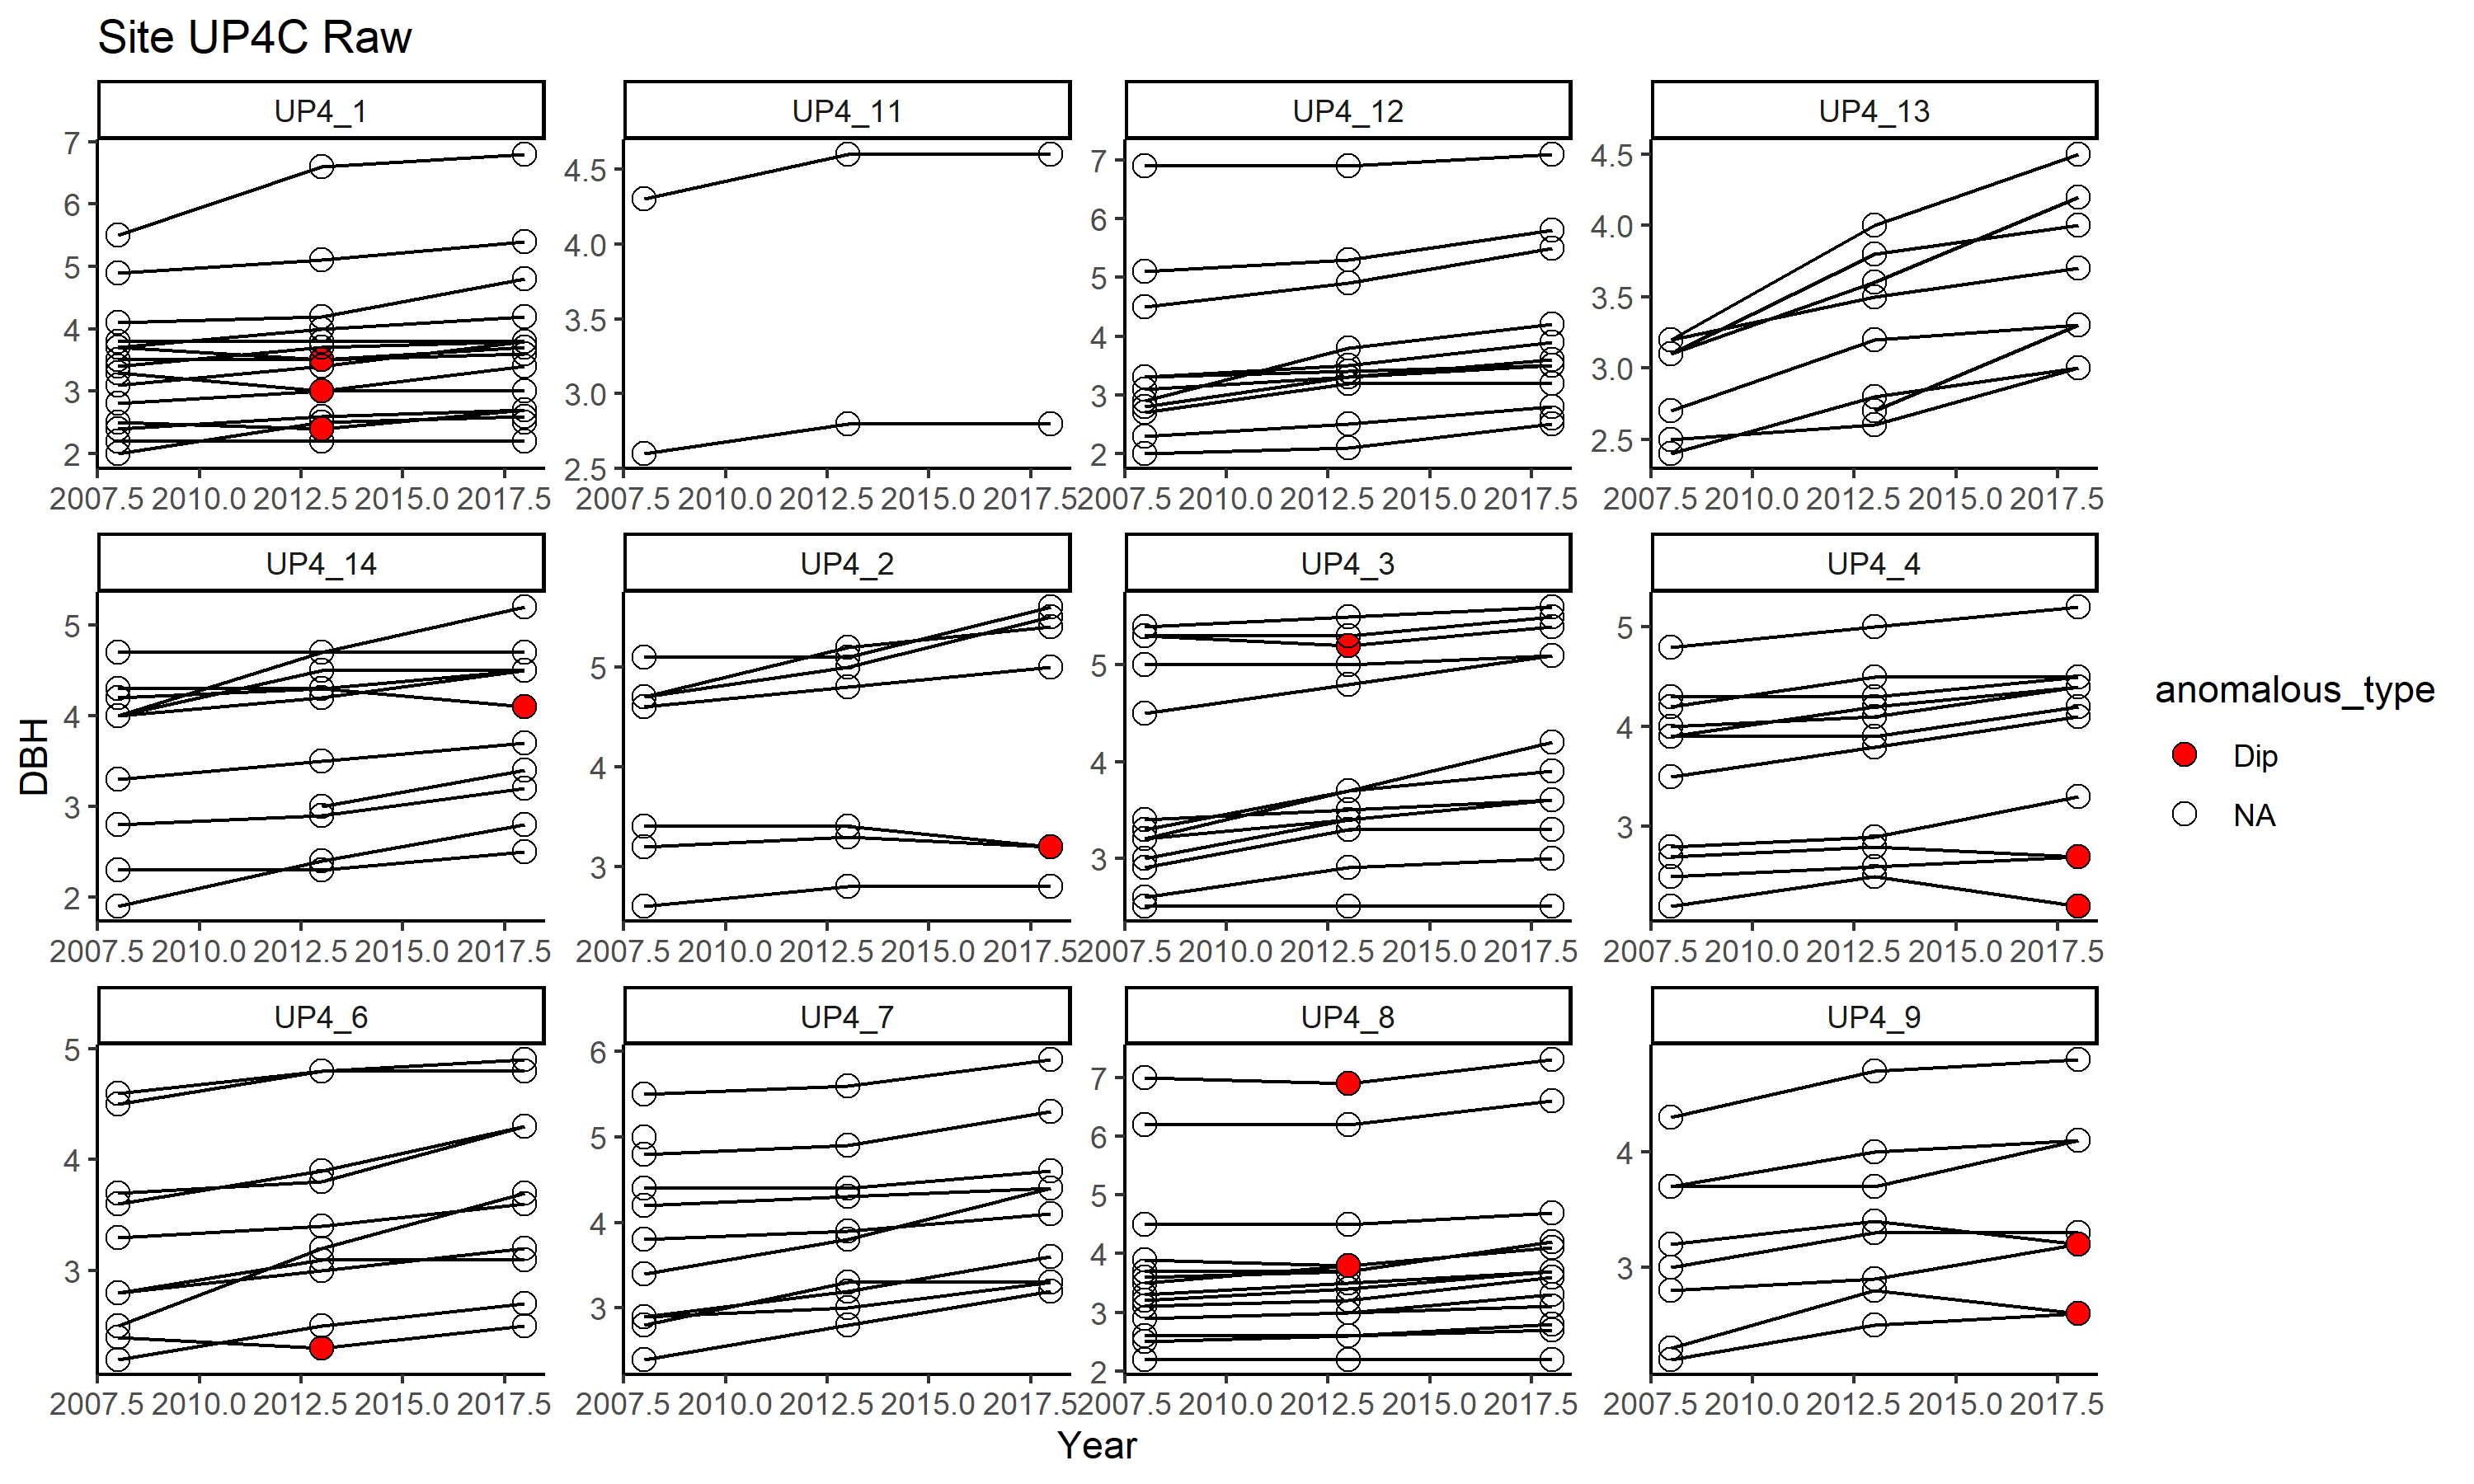 Site UP4C Raw
UP4_1 UP4_11 UP4_12 UP4_13
7 6 5 4 3 2
4.5 4.0 3.5 3.0 2.5
7 6 5 4 3 2
4.5 4.0 3.5 3.0 2.5
2007.5 2010.0 2012.5 2015.0 2017.5 2007.5 2010.0 2012.5 2015.0 2017.5 2007.5 2010.0 2012.5 2015.0 2017.5 2007.5 2010.0 2012.5 2015.0 2017.5
UP4_14 UP4_2 UP4_3 UP4_4
5 4 3 2
5 4 3
5 4 3
5 4 3
2007.5 2010.0 2012.5 2015.0 2017.5 2007.5 2010.0 2012.5 2015.0 2017.5 2007.5 2010.0 2012.5 2015.0 2017.5 2007.5 2010.0 2012.5 2015.0 2017.5
UP4_6 UP4_7 UP4_8 UP4_9
5 4 3
6 5 4 3
7 6 5 4 3 2
4 3
2007.5 2010.0 2012.5 2015.0 2017.5 2007.5 2010.0 2012.5 2015.0 2017.5 2007.5 2010.0 2012.5 2015.0 2017.5 2007.5 2010.0 2012.5 2015.0 2017.5
DBH
Year
anomalous_type
Dip
NA